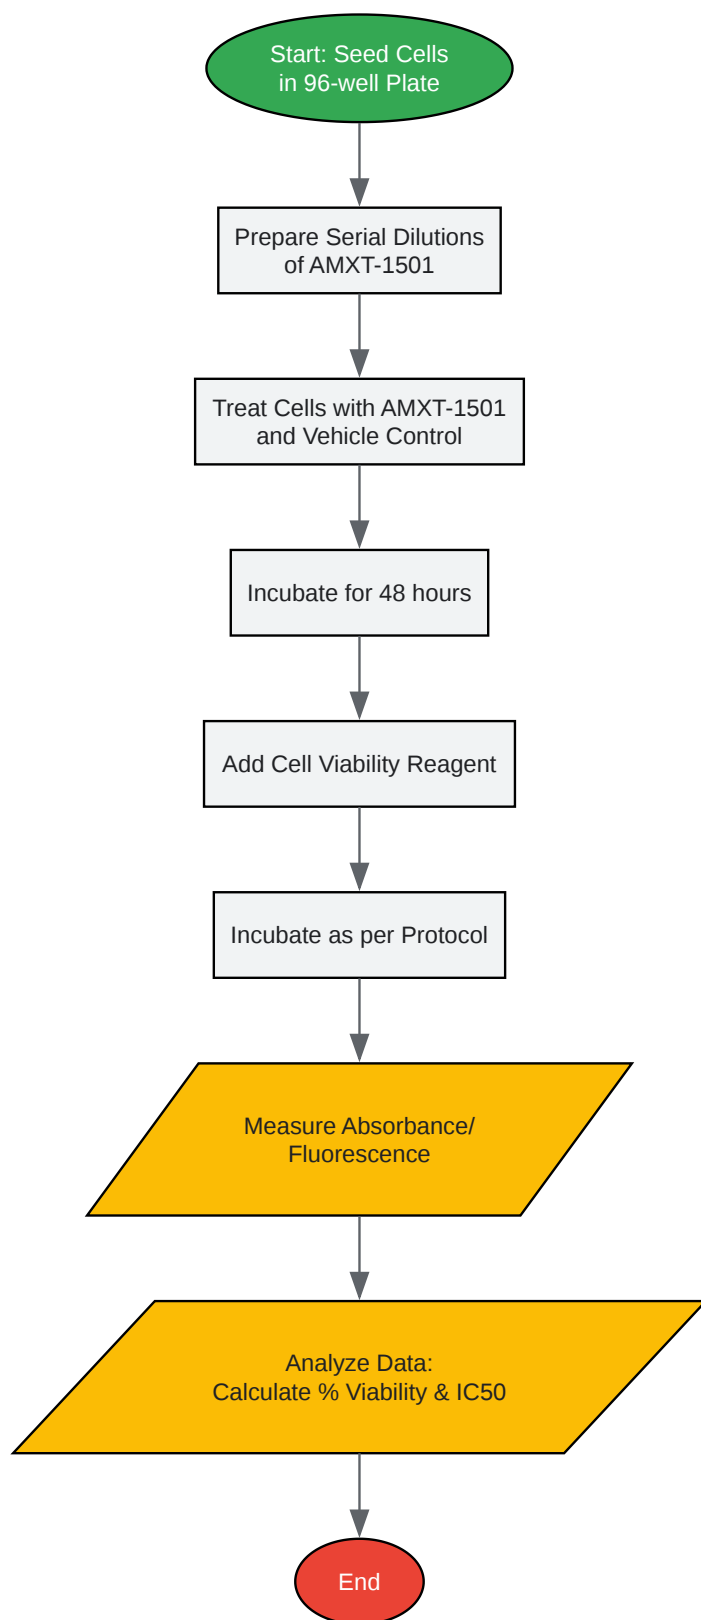 Start: Seed Cells
in 96-well Plate
Prepare Serial Dilutions
of AMXT-1501
Treat Cells with AMXT-1501
and Vehicle Control
Incubate for 48 hours
Add Cell Viability Reagent
Incubate as per Protocol
Measure Absorbance/
Fluorescence
Analyze Data:
Calculate % Viability & IC50
End